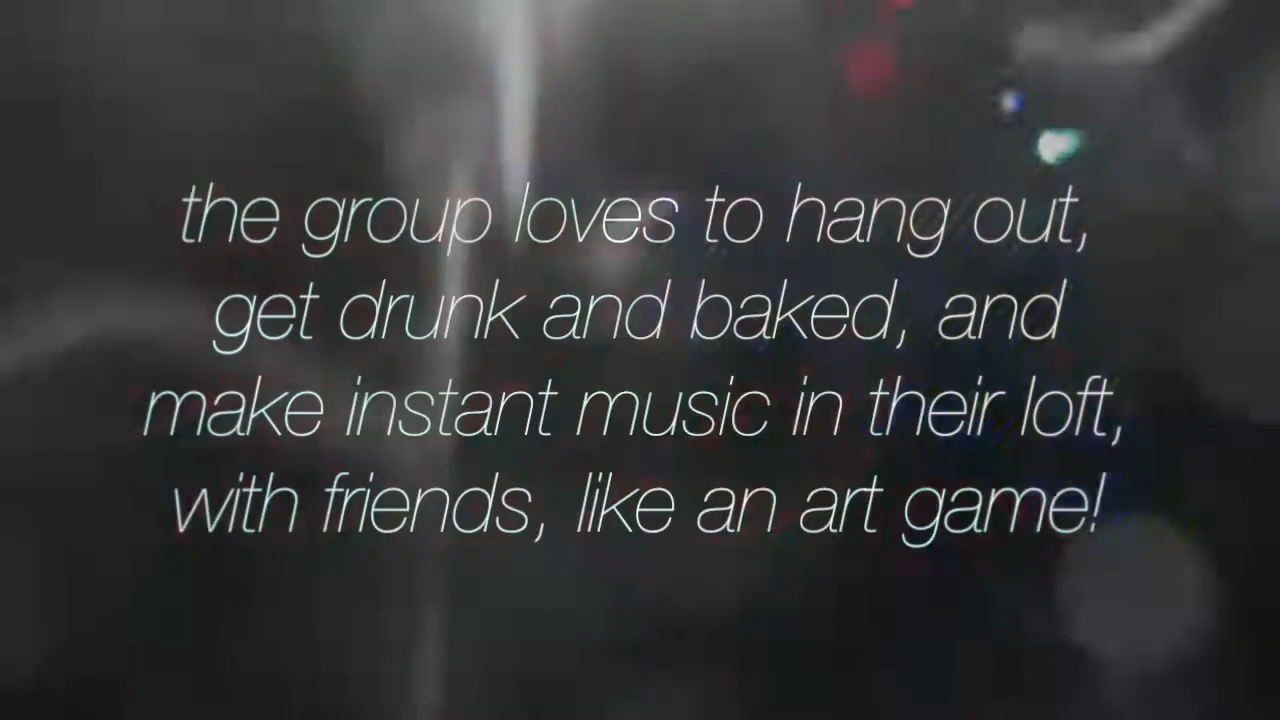 the group loves to hang out,
get drunk and baked, and
make instant music in their loft,
with friends, like an art game!